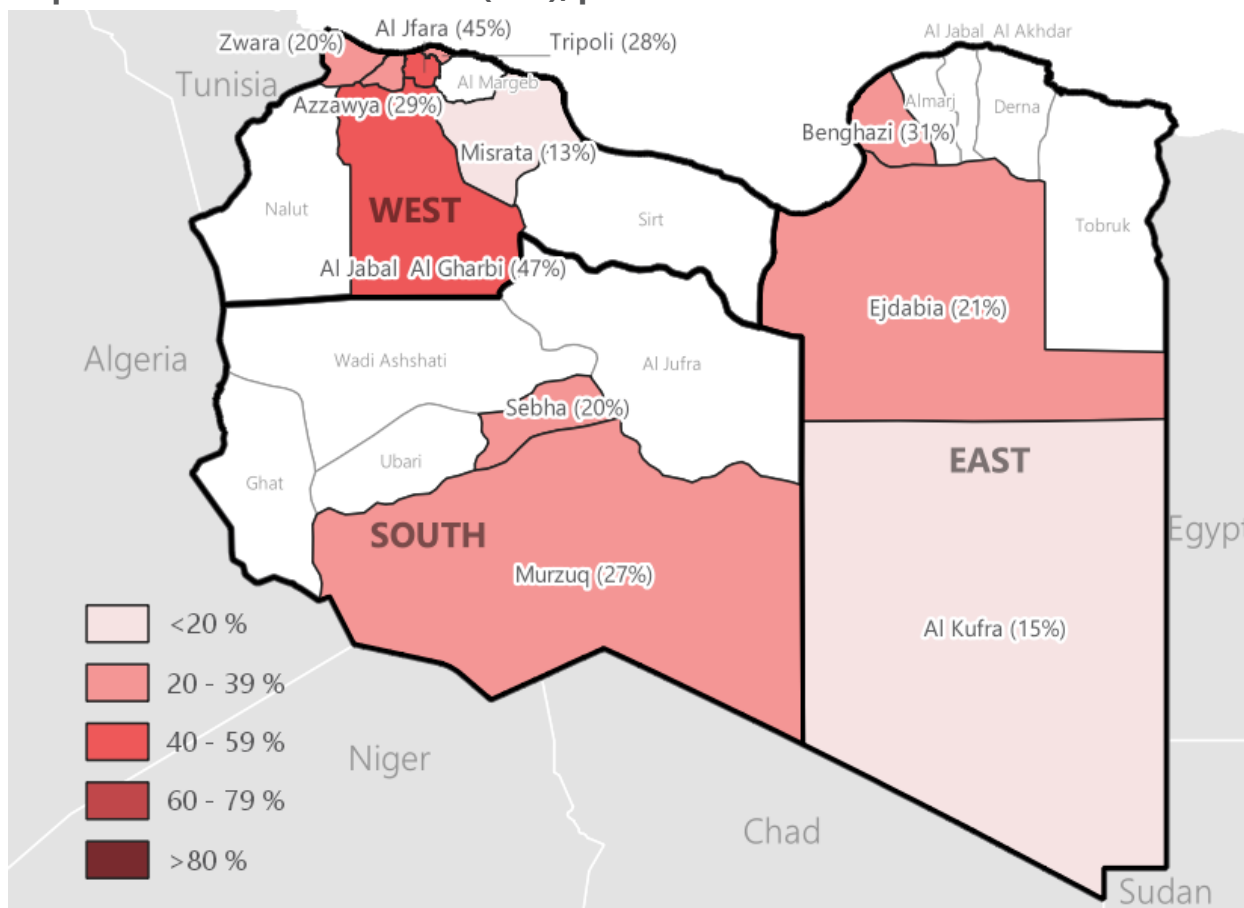 Al Jfara (45%)
Zwara (20%)
Tripoli (28%)
Al Jabal Al Akhdar
Tunisia
Al Margeb
Azzawya (29%)
Almarj
Derna
Benghazi (31%)
Misrata (13%)
Nalut
WEST
Sirt
Tobruk
Al Jabal Al Gharbi (47%)
Ejdabia (21%)
Algeria
Wadi Ashshati
Al Jufra
Sebha (20%)
Ubari
EAST
Ghat
SOUTH
Egypt
Murzuq (27%)
<20 %
Al Kufra (15%)
20 - 39 %
40 - 59 %
Niger
60 - 79 %
Chad
>80 %
Sudan